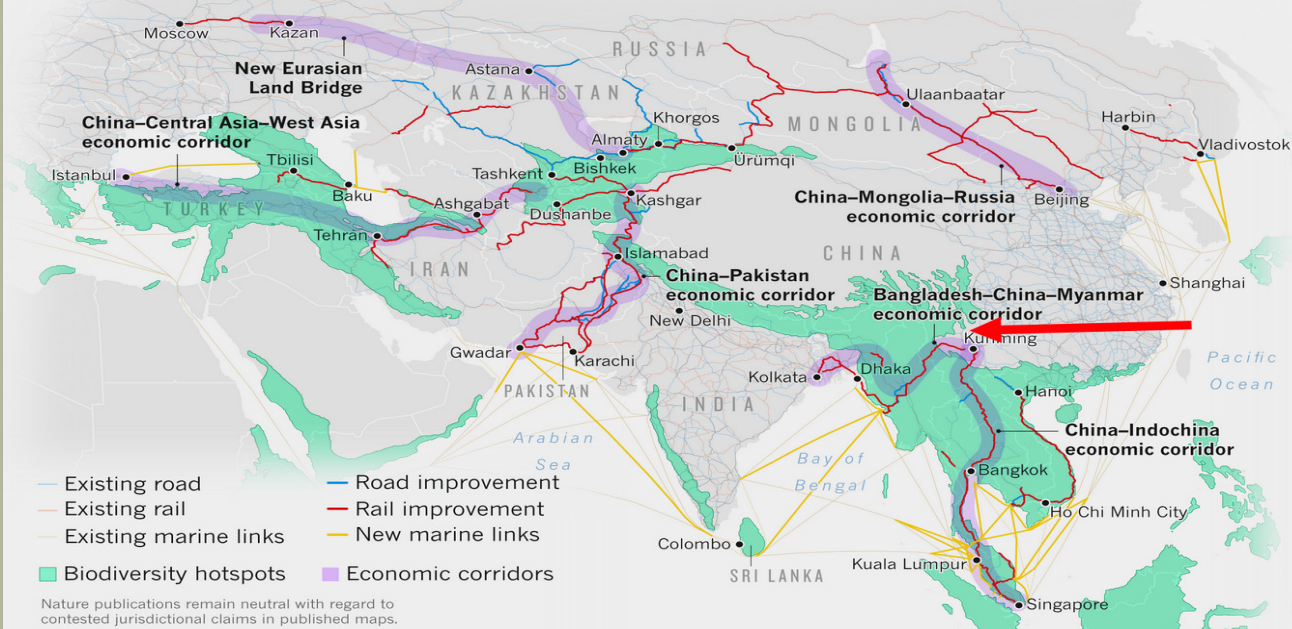 RUSSIA
Moscow
Kazan
New Eurasian
Land Bridge
Astana
KAZAKHSTAN
Ulaanbaatar
MONGOLIA
Harbin
Vladivostok
China–Central Asia–West Asia
economic corridor
Khorgos
Almaty
Ürümqi
Bishkek
Tashkent
Tbilisi
Istanbul
Baku
TURKEY
Ashgabat
Dushanbe
Kashgar
China–Mongolia–Russia
economic corridor
Beijing
Tehran
IRAN
Islamabad
CHINA
China–Pakistan
economic corridor
Bangladesh–China–Myanmar
economic corridor
Shanghai
New Delhi
Kunming
Gwadar
Karachi
PAKISTAN
Kolkata
Dhaka
INDIA
Hanoi
Pacific
Ocean
Arabian
Sea
Bay of
Bengal
China–Indochina
economic corridor
Bangkok
Ho Chi Minh City
Colombo
SRI LANKA
Kuala Lumpur
Singapore
Existing road
Existing rail
Existing marine links
Road improvement
Rail improvement
New marine links
Biodiversity hotspots
Economic corridors
Nature publications remain neutral with regard to
contested jurisdictional claims in published maps.